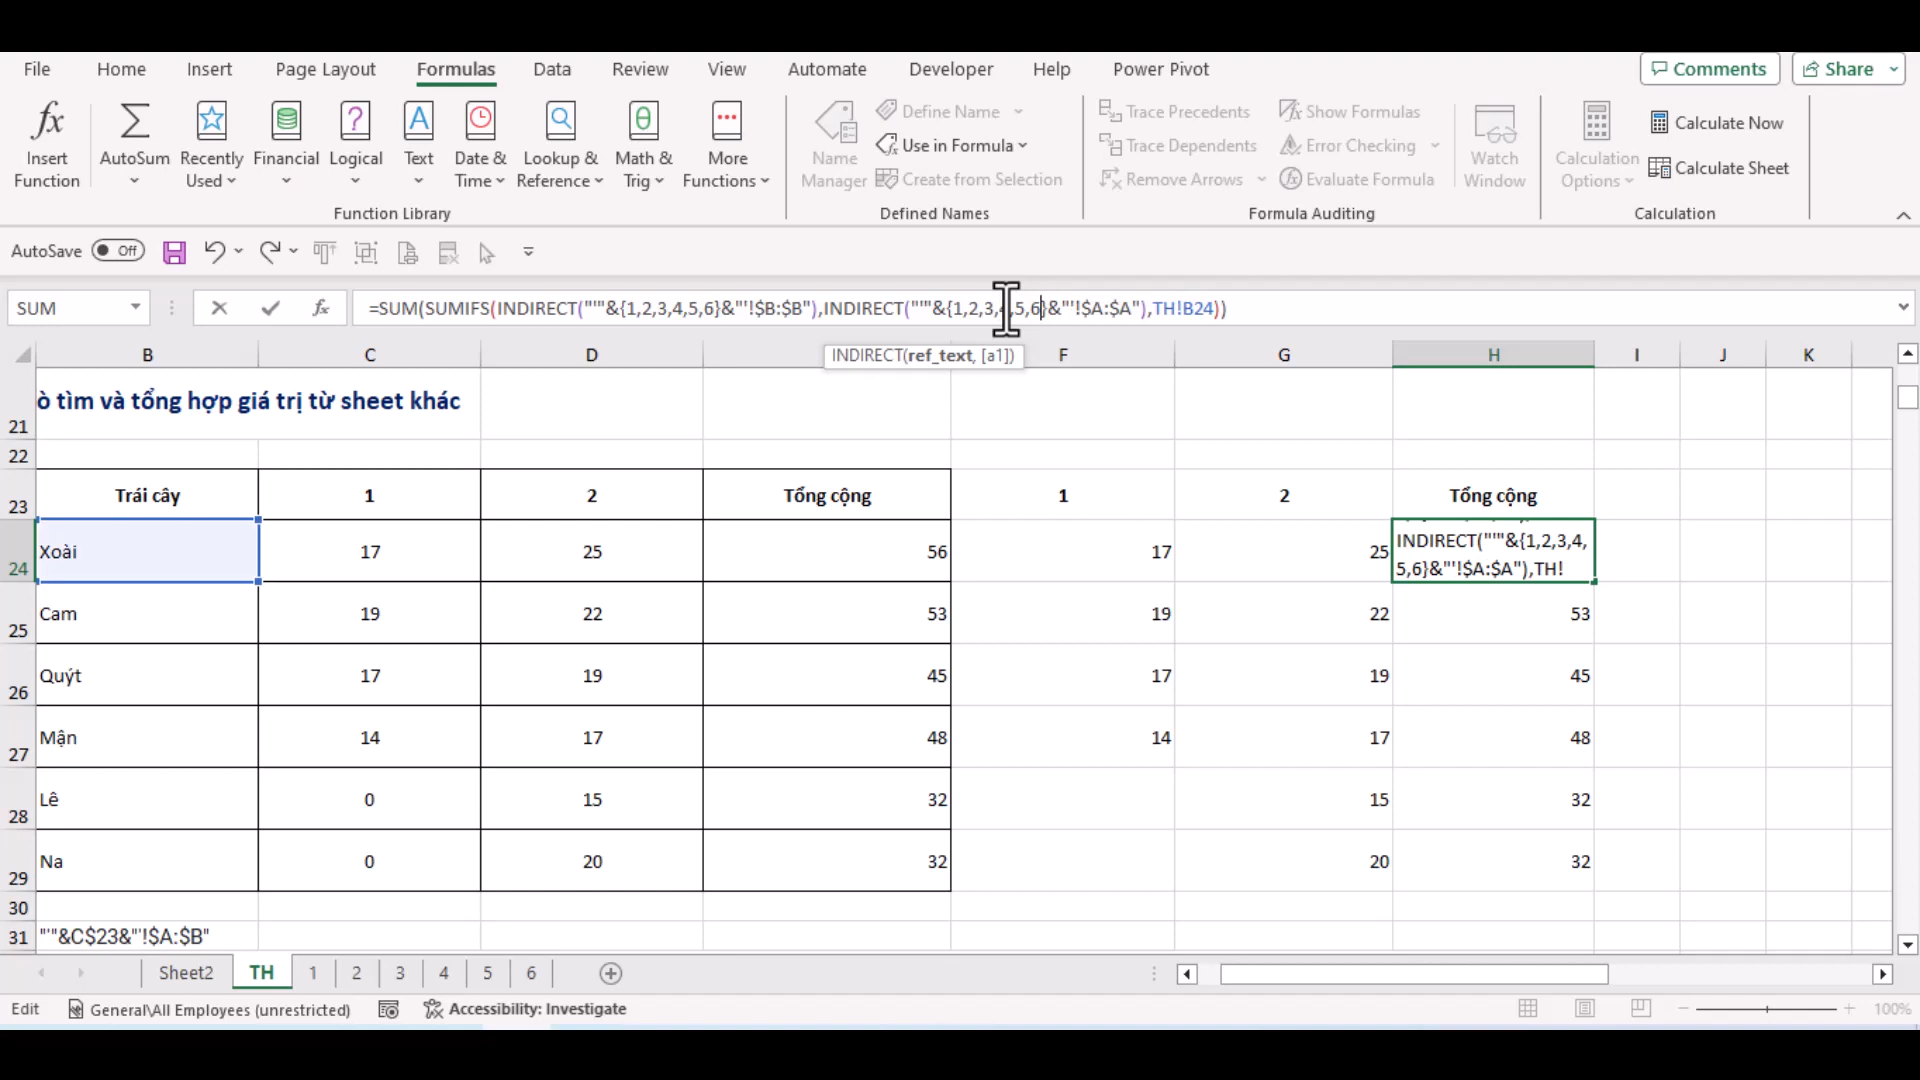 File Home Insert Page Layout Formulas Data Review View Automate Developer Help Power Pivot Comments Share
Insert Function
AutoSum
Recently Used
Financial
Logical
Text
Date & Time
Lookup & Reference
Math & Trig
More Functions
Function Library
Name Manager
Define Name
Use in Formula
Create from Selection
Defined Names
Trace Precedents
Trace Dependents
Remove Arrows
Show Formulas
Error Checking
Evaluate Formula
Formula Auditing
Watch Window
Calculation Options
Calculate Now
Calculate Sheet
Calculation
AutoSave Off
SUM fx =SUM(SUMIFS(INDIRECT("'"&{1,2,3,4,5,6}&"'!$B:$B"),INDIRECT("'"&{1,2,3,4,5,6}&"'!$A:$A"),TH!B24))
INDIRECT(ref_text, [a1])
B C D F G H I J K
21 ò tìm và tổng hợp giá trị từ sheet khác
22
23 Trái cây 1 2 Tổng cộng 1 2 Tổng cộng
24 Xoài 17 25 56 17 25
INDIRECT("'"&{1,2,3,4,
5,6}&"'!$A:$A"),TH!
25 Cam 19 22 53 19 22 53
26 Quýt 17 19 45 17 19 45
27 Mận 14 17 48 14 17 48
28 Lê 0 15 32 15 32
29 Na 0 20 32 20 32
30
31 "'"&C$23&"'!$A:$B"
Sheet2 TH 1 2 3 4 5 6
Edit General\All Employees (unrestricted) Accessibility: Investigate 100%